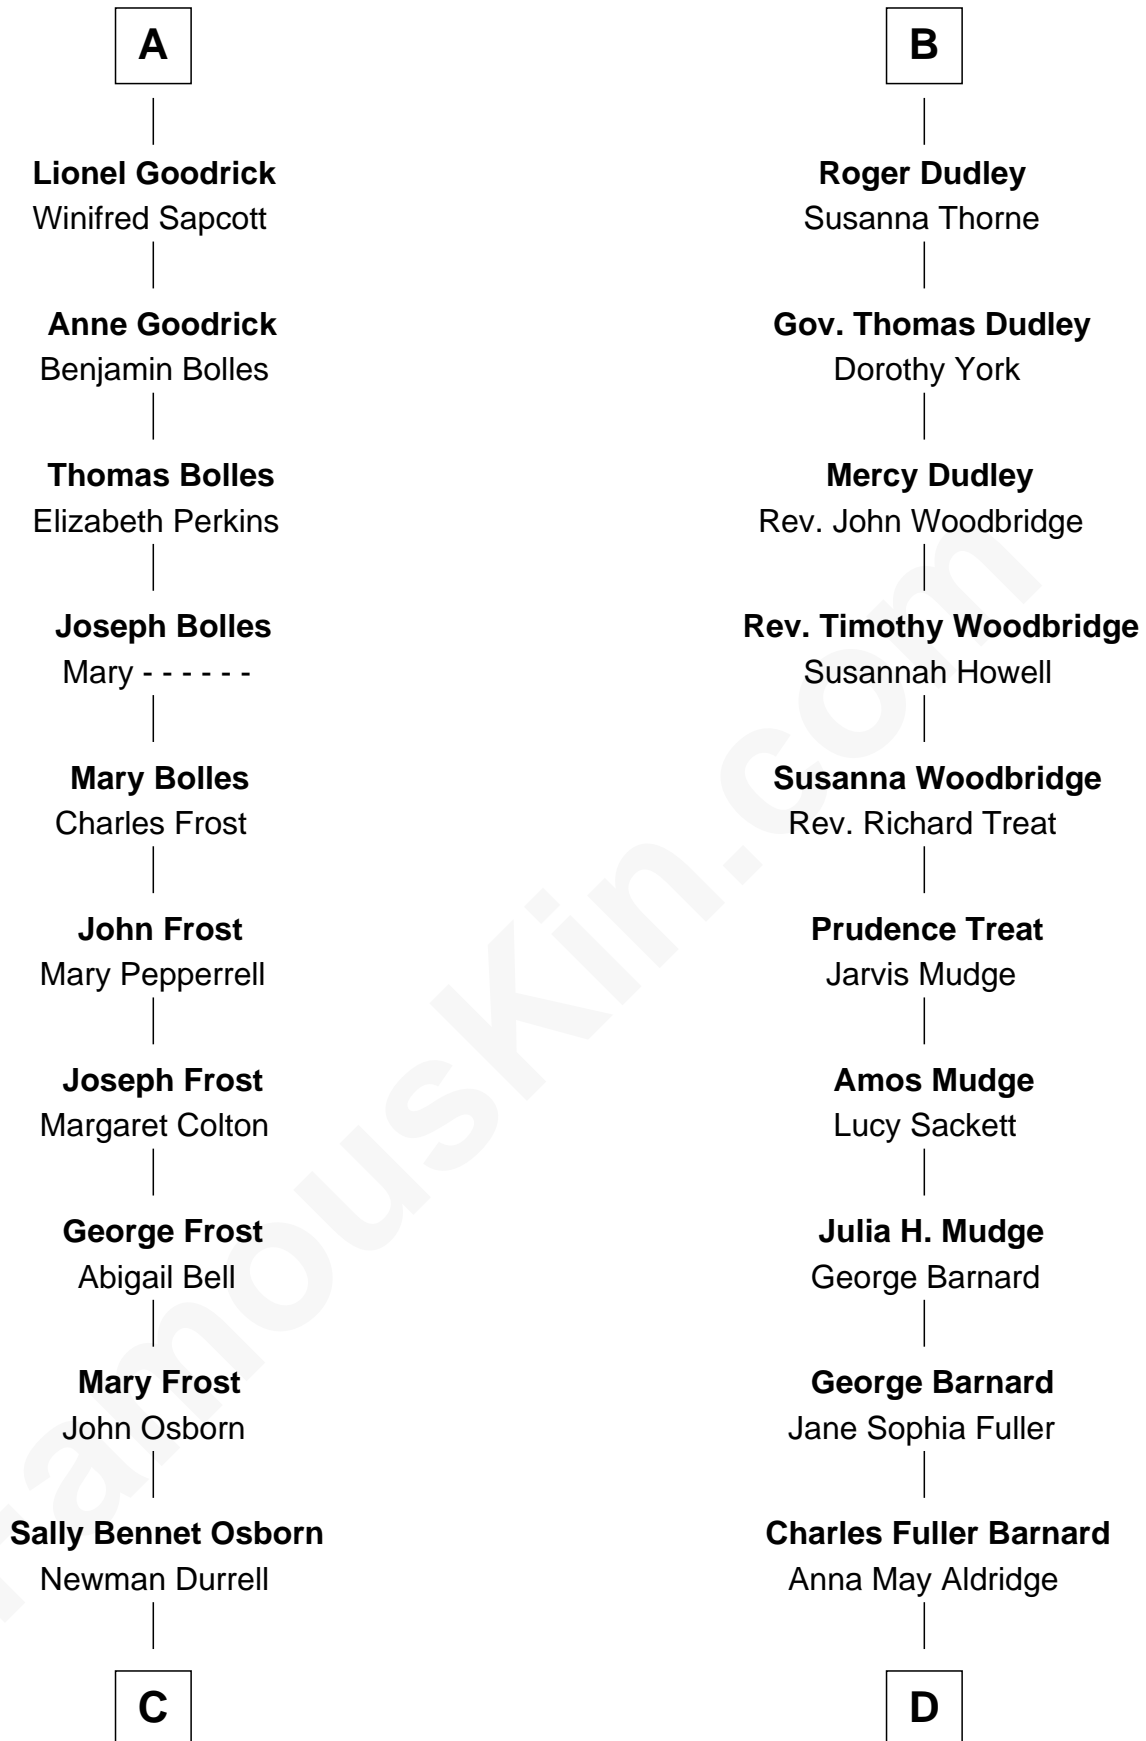 A
Lionel Goodrick
Winifred Sapcott
Anne Goodrick
Benjamin Bolles
Thomas Bolles
Elizabeth Perkins
Joseph Bolles
Mary - - - - - -
Mary Bolles
Charles Frost
John Frost
Mary Pepperrell
Joseph Frost
Margaret Colton
George Frost
Abigail Bell
Mary Frost
John Osborn
Sally Bennet Osborn
Newman Durrell
C
B
Roger Dudley
Susanna Thorne
Gov. Thomas Dudley
Dorothy York
Mercy Dudley
Rev. John Woodbridge
Rev. Timothy Woodbridge
Susannah Howell
Susanna Woodbridge
Rev. Richard Treat
Prudence Treat
Jarvis Mudge
Amos Mudge
Lucy Sackett
Julia H. Mudge
George Barnard
George Barnard
Jane Sophia Fuller
Charles Fuller Barnard
Anna May Aldridge
D
FamousKin.com